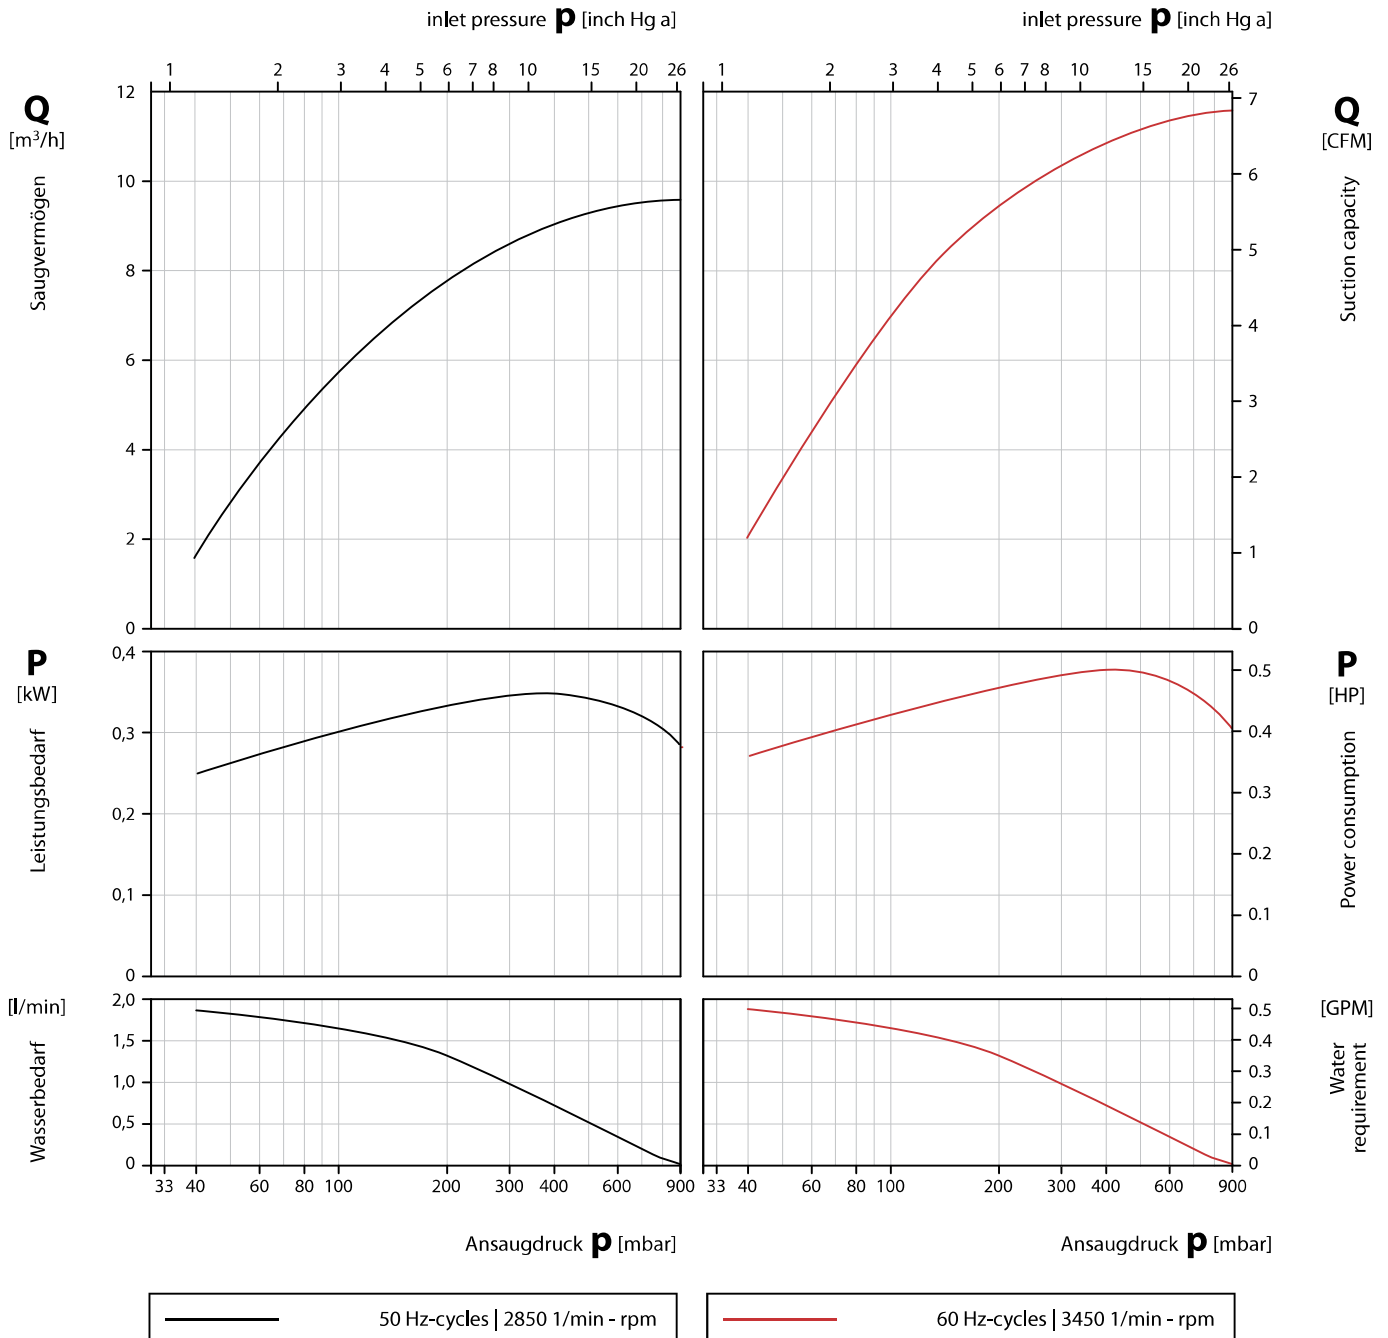 inlet pressure p [inch Hg a]
inlet pressure p [inch Hg a]
1 2 3 4 5 6 7 8 10 15 20 26
1 2 3 4 5 6 7 8 10 15 20 26
Q
[m³/h]
Saugvermögen
12
10
8
6
4
2
0
7
6
5
4
3
2
1
0
Q
[CFM]
Suction capacity
P
[kW]
Leistungsbedarf
0,4
0,3
0,2
0,1
0
0.5
0.4
0.3
0.2
0.1
0
P
[HP]
Power consumption
[l/min]
Wasserbedarf
2,0
1,5
1,0
0,5
0
0.5
0.4
0.3
0.2
0.1
0
[GPM]
Water
requirement
33 40 60 80 100 200 300 400 600 900
33 40 60 80 100 200 300 400 600 900
Ansaugdruck p [mbar]
Ansaugdruck p [mbar]
50 Hz-cycles | 2850 1/min - rpm
60 Hz-cycles | 3450 1/min - rpm